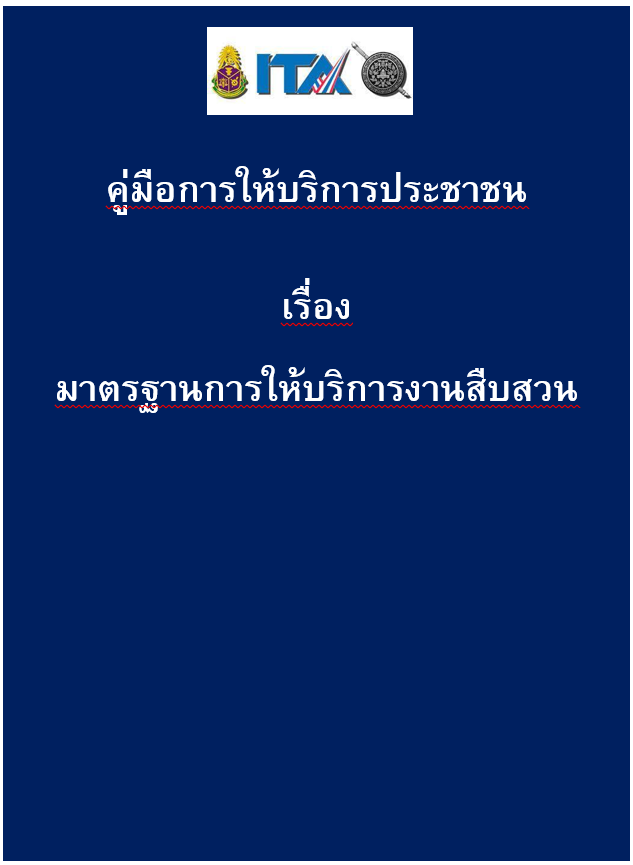 ITA
คู่มือการให้บริการประชาชน
เรื่อง
มาตรฐานการให้บริการงานสืบสวน